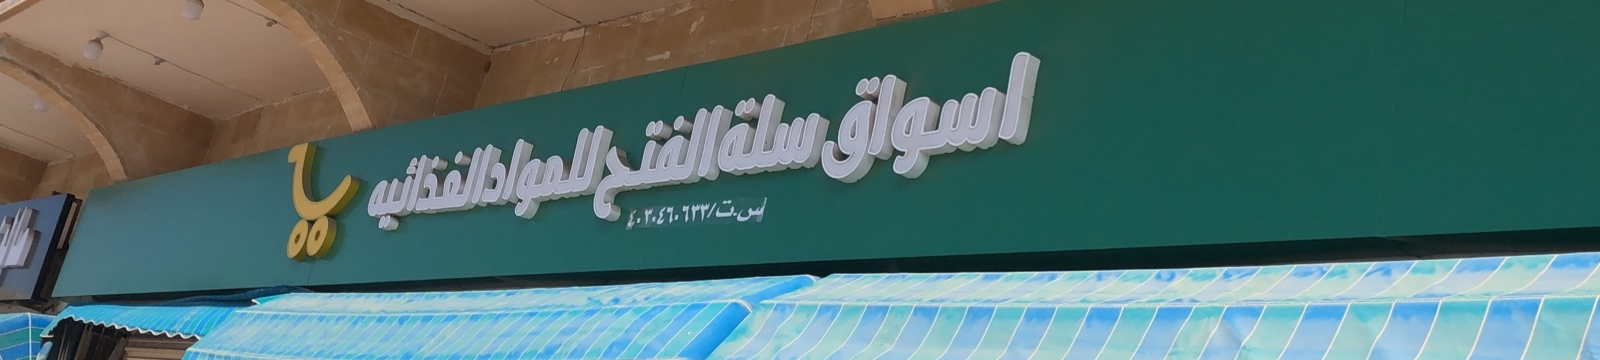 اسواق سلة الفتح للمواد الغذائيه
س.ت/٤٠٣٠٤٦٠٦٣٣